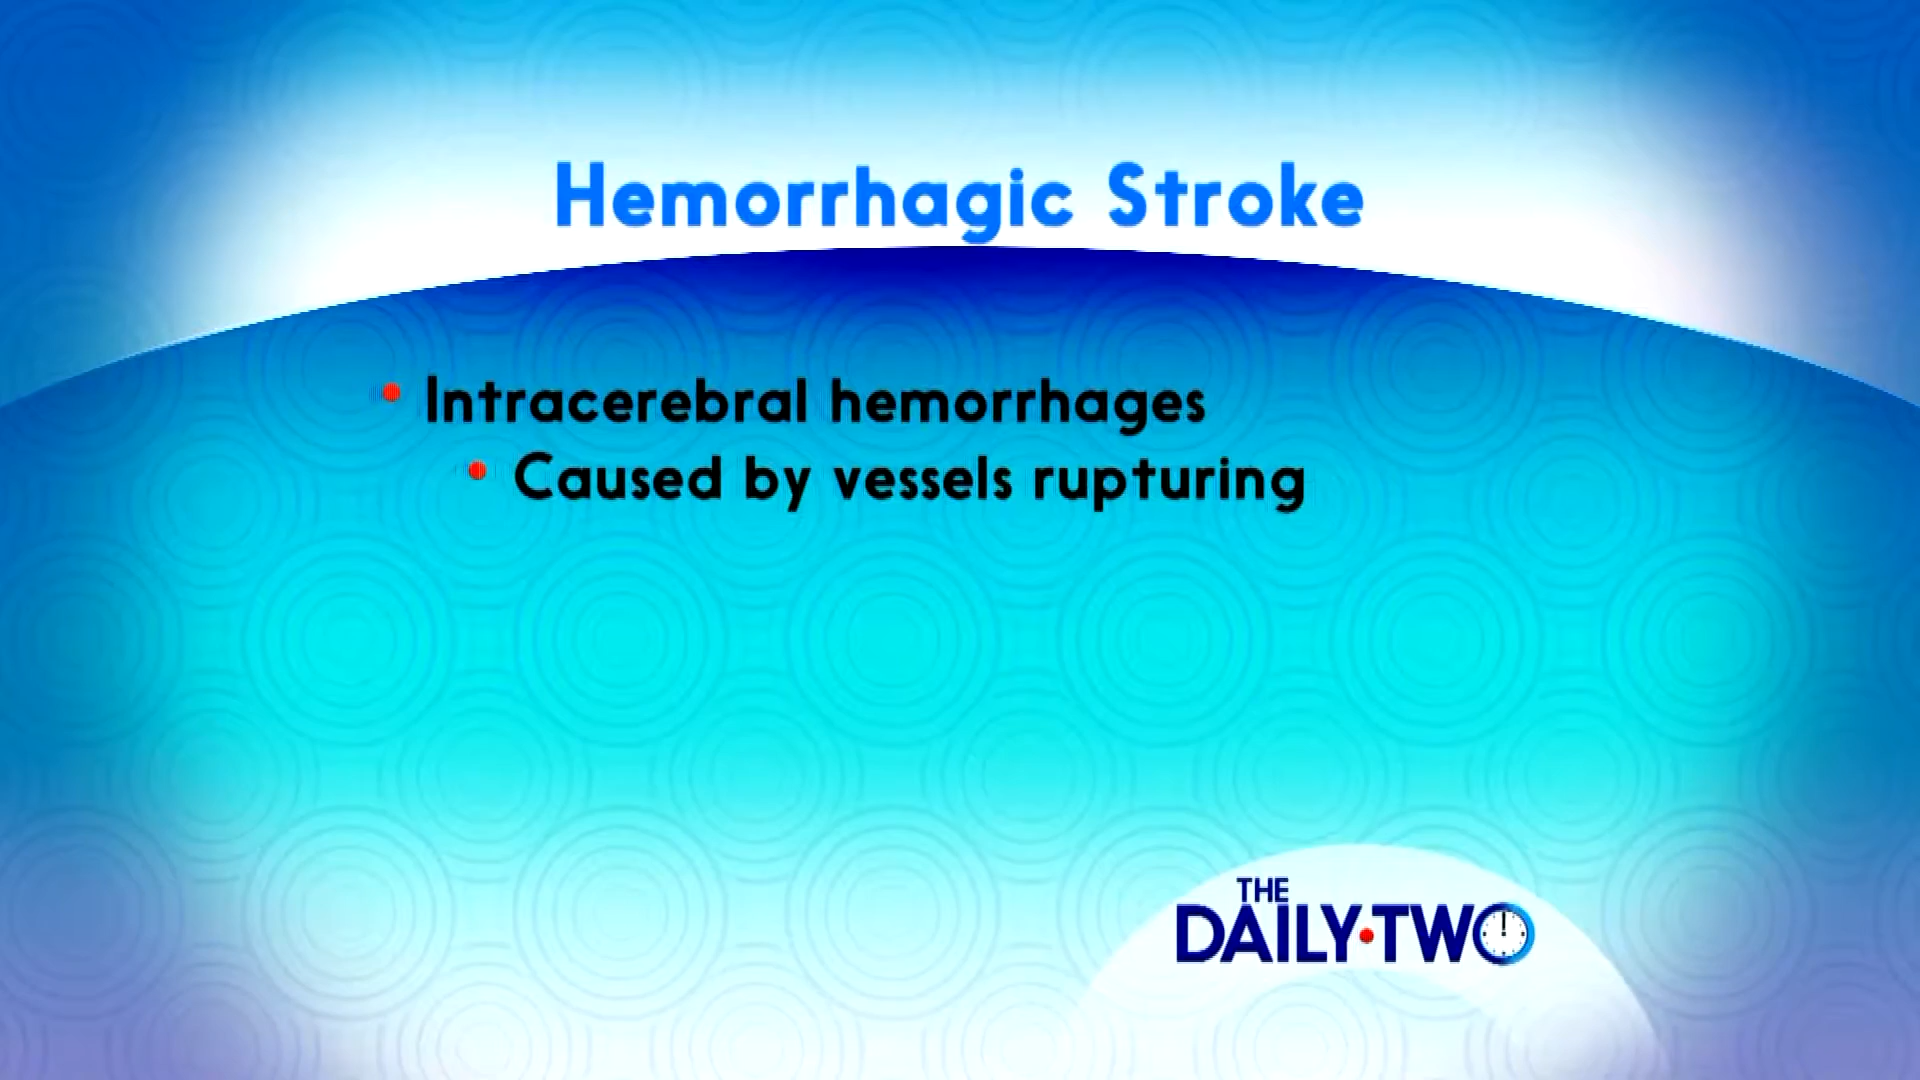 Hemorrhagic Stroke
• Intracerebral hemorrhages
• Caused by vessels rupturing
THE
DAILY•TWO